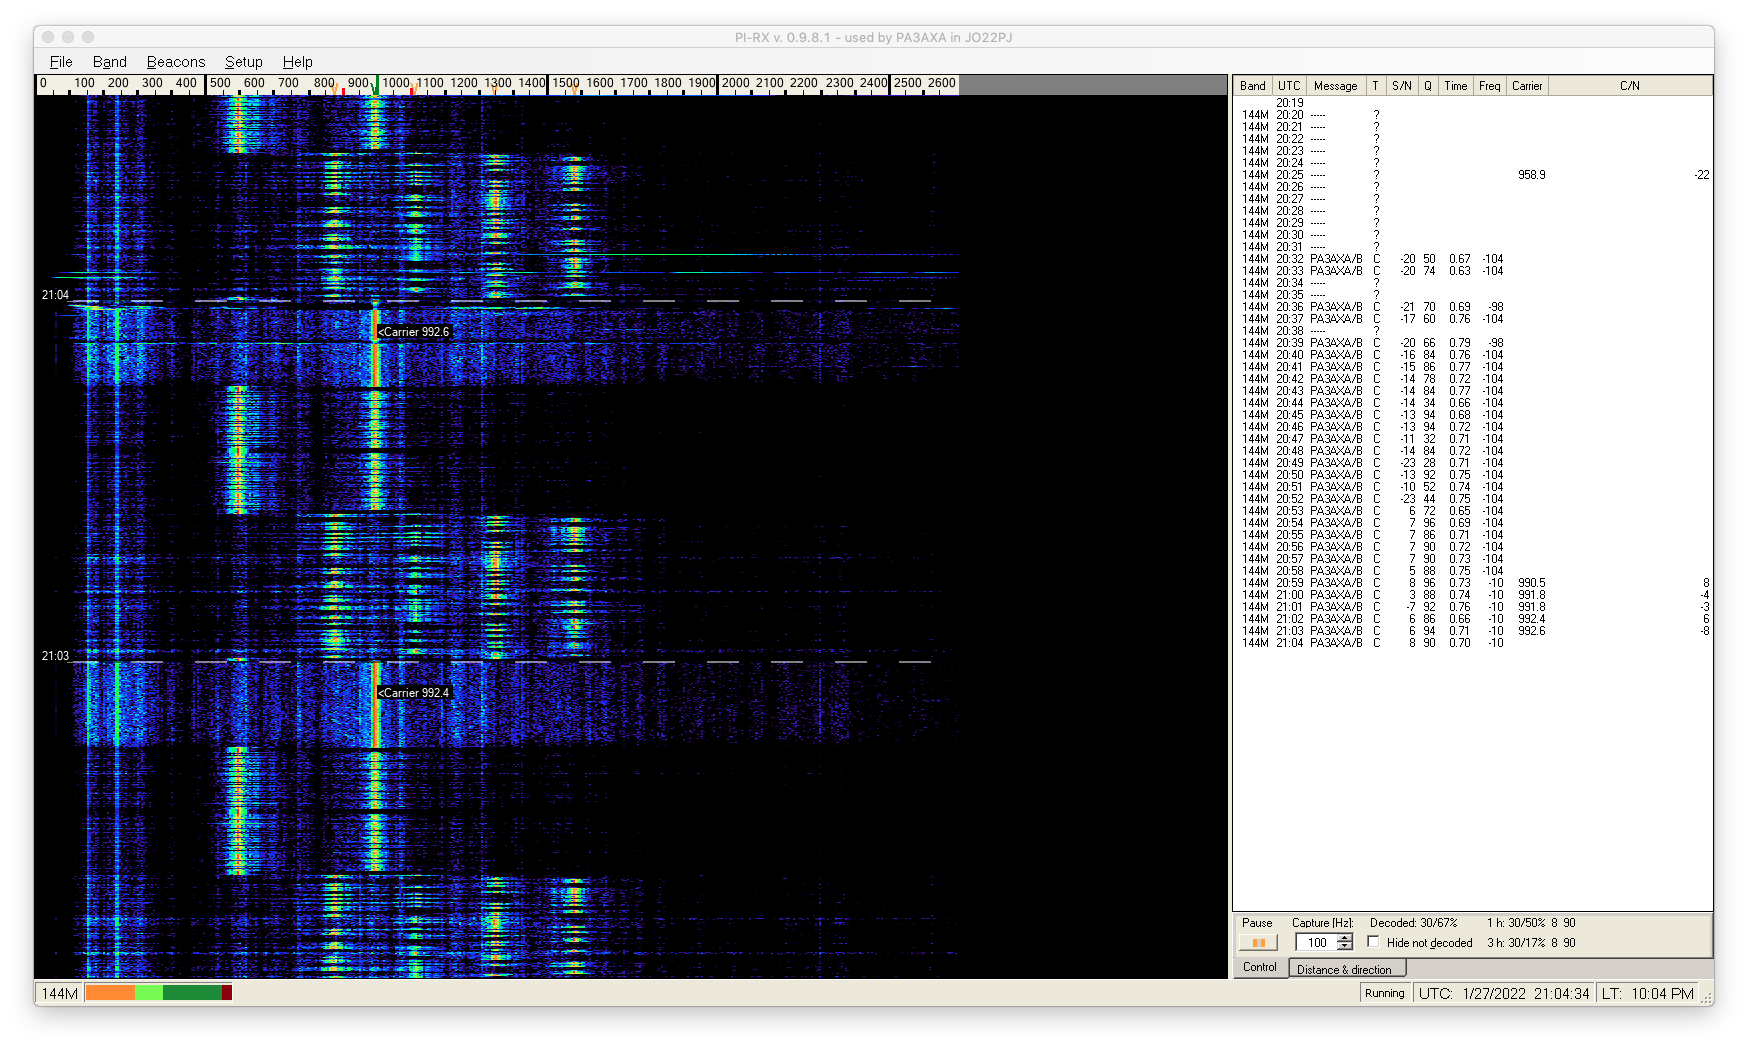 PI-RX v. 0.9.8.1 - used by PA3AXA in JO22PJ
File Band Beacons Setup Help
0 100 200 300 400 500 600 700 800 900 1000 1100 1200 1300 1400 1500 1600 1700 1800 1900 2000 2100 2200 2300 2400 2500 2600
21:04
<Carrier 992.6
21:03
<Carrier 992.4
Band UTC Message T S/N Q Time Freq Carrier C/N
20:19
144M 20:20 ----- ?
144M 20:21 ----- ?
144M 20:22 ----- ?
144M 20:23 ----- ?
144M 20:24 ----- ?
144M 20:25 ----- ? 958.9 -22
144M 20:26 ----- ?
144M 20:27 ----- ?
144M 20:28 ----- ?
144M 20:29 ----- ?
144M 20:30 ----- ?
144M 20:31 ----- ?
144M 20:32 PA3AXA/B C -20 50 0.67 -104
144M 20:33 PA3AXA/B C -20 74 0.63 -104
144M 20:34 ----- ?
144M 20:35 ----- ?
144M 20:36 PA3AXA/B C -21 70 0.69 -98
144M 20:37 PA3AXA/B C -17 60 0.76 -104
144M 20:38 ----- ?
144M 20:39 PA3AXA/B C -20 66 0.79 -98
144M 20:40 PA3AXA/B C -16 84 0.76 -104
144M 20:41 PA3AXA/B C -15 86 0.77 -104
144M 20:42 PA3AXA/B C -14 78 0.72 -104
144M 20:43 PA3AXA/B C -14 84 0.77 -104
144M 20:44 PA3AXA/B C -14 34 0.66 -104
144M 20:45 PA3AXA/B C -13 94 0.68 -104
144M 20:46 PA3AXA/B C -13 94 0.72 -104
144M 20:47 PA3AXA/B C -11 32 0.71 -104
144M 20:48 PA3AXA/B C -14 84 0.72 -104
144M 20:49 PA3AXA/B C -23 28 0.71 -104
144M 20:50 PA3AXA/B C -13 92 0.75 -104
144M 20:51 PA3AXA/B C -10 52 0.74 -104
144M 20:52 PA3AXA/B C -23 44 0.75 -104
144M 20:53 PA3AXA/B C 6 72 0.65 -104
144M 20:54 PA3AXA/B C 7 96 0.69 -104
144M 20:55 PA3AXA/B C 7 86 0.71 -104
144M 20:56 PA3AXA/B C 7 90 0.72 -104
144M 20:57 PA3AXA/B C 7 90 0.73 -104
144M 20:58 PA3AXA/B C 5 88 0.75 -104
144M 20:59 PA3AXA/B C 8 96 0.73 -10 990.5 8
144M 21:00 PA3AXA/B C 3 88 0.74 -10 991.8 -4
144M 21:01 PA3AXA/B C -7 92 0.76 -10 991.8 -3
144M 21:02 PA3AXA/B C 6 86 0.66 -10 992.4 6
144M 21:03 PA3AXA/B C 6 94 0.71 -10 992.6 -8
144M 21:04 PA3AXA/B C 8 90 0.70 -10
Pause Capture [Hz]: Decoded: 30/67% 1 h: 30/50% 8 90
100 Hide not decoded 3 h: 30/17% 8 90
Control Distance & direction
144M Running UTC: 1/27/2022 21:04:34 LT: 10:04 PM